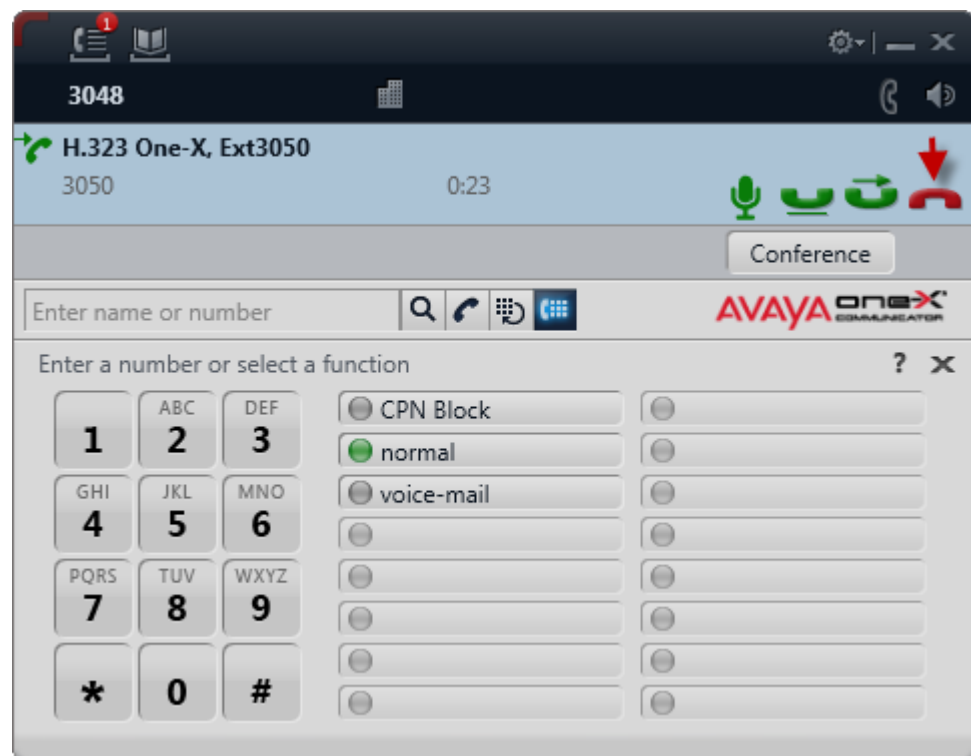 1
3048
H.323 One-X, Ext3050
3050 0:23
Conference
Enter name or number
AVAYA one-X
COMMUNICATOR
Enter a number or select a function ?
1 ABC 2 DEF 3
GHI 4 JKL 5 MNO 6
PQRS 7 TUV 8 WXYZ 9
* 0 #
CPN Block
normal
voice-mail